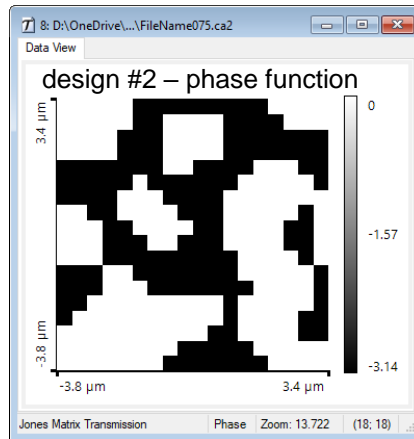 8: D:\OneDrive\...\FileName075.ca2
Data View
design #2 – phase function
3.4 µm
-3.8 µm
-3.8 µm
3.4 µm
0
-1.57
-3.14
Jones Matrix Transmission
Phase
Zoom: 13.722
(18; 18)